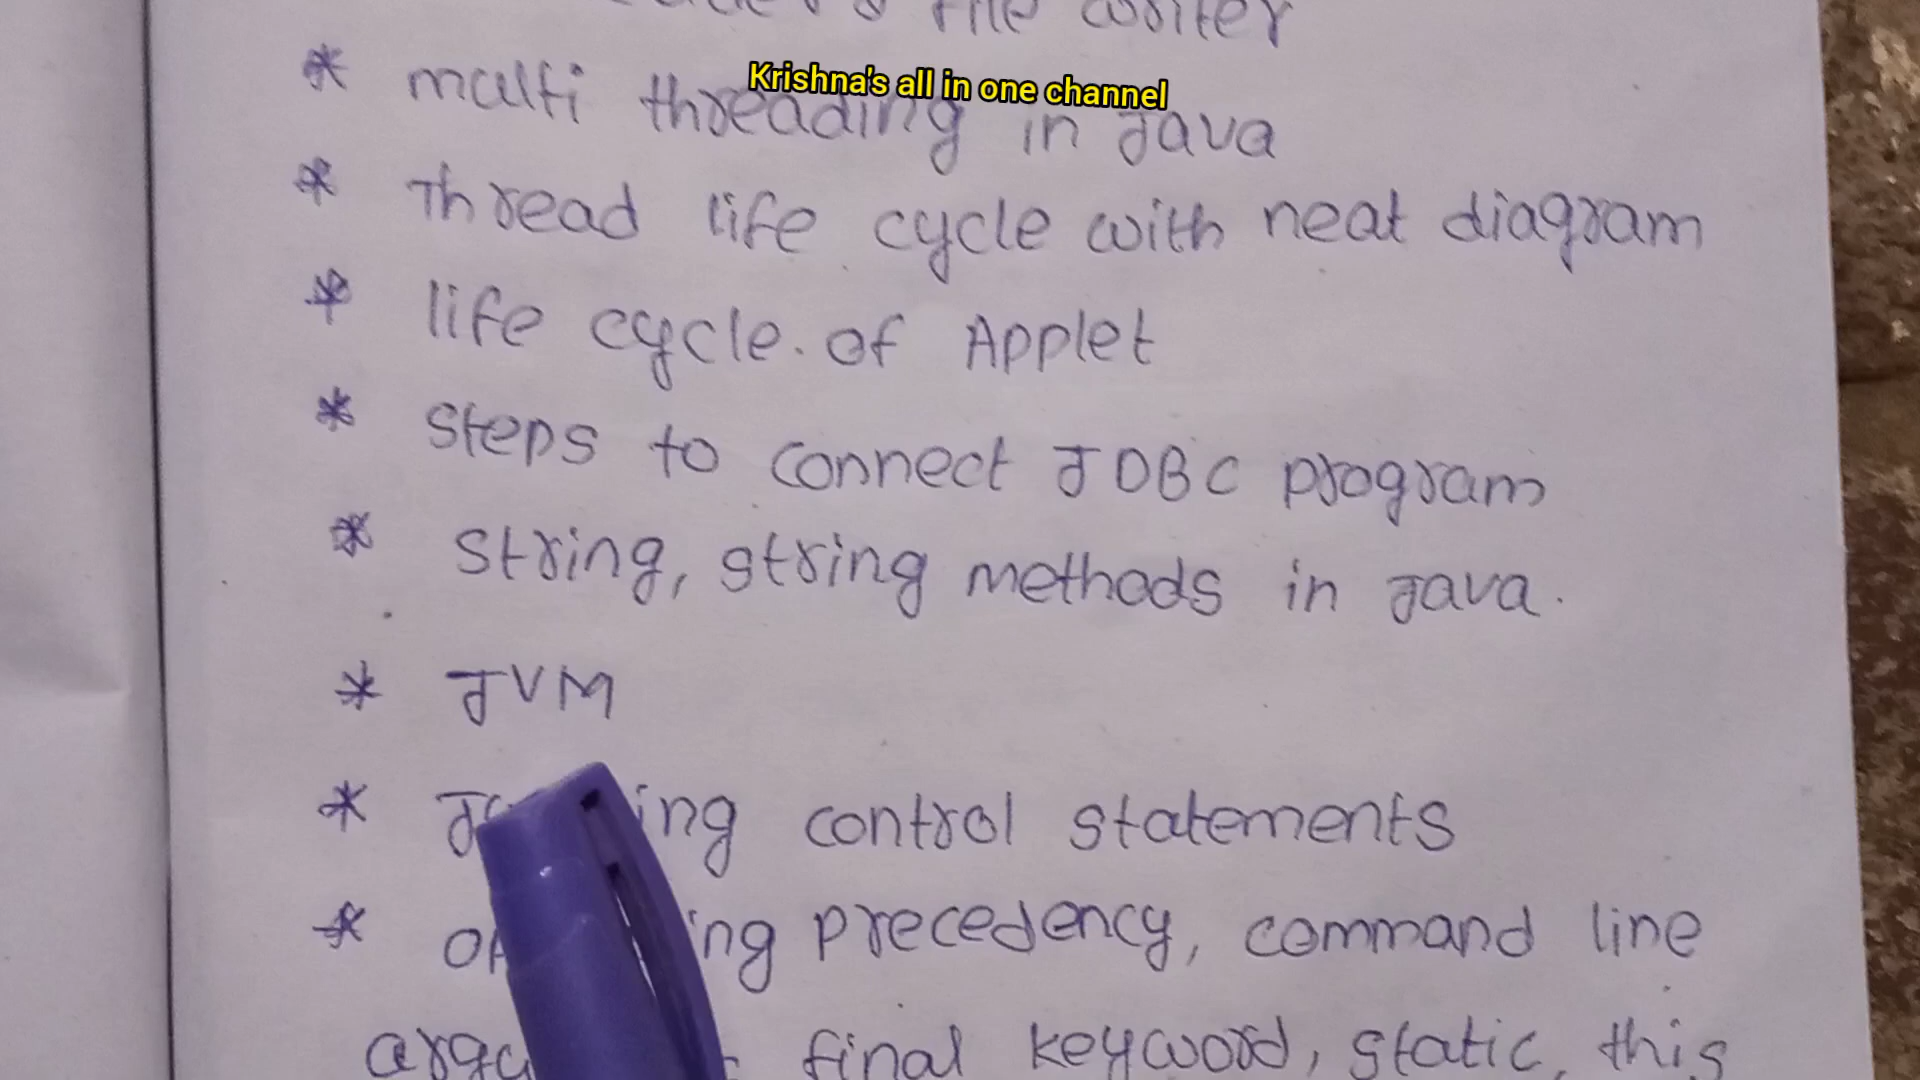 File writer
* multi threading in Java
Krishna's all in one channel
* Thread life cycle with neat diagram
* life cycle of Applet
* Steps to connect JDBC program
* string, string methods in java.
* JVM
* control statements
* precedency, command line
final keyword, static, this